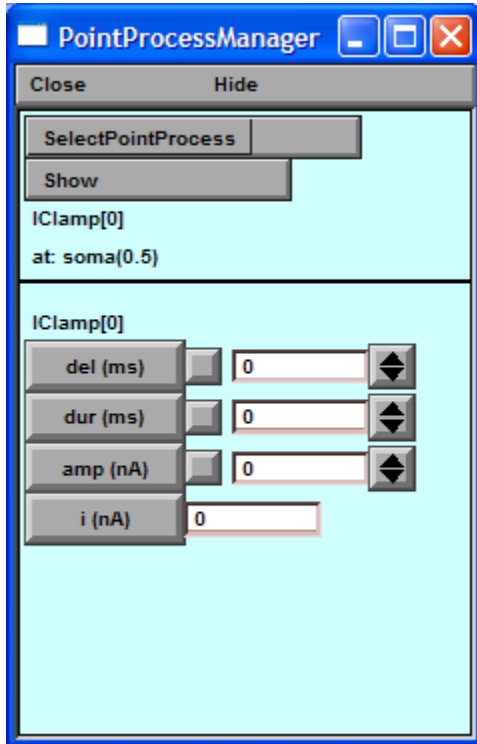 PointProcessManager
Close Hide
SelectPointProcess
Show
IClamp[0]
at: soma(0.5)
IClamp[0]
del (ms) 0
dur (ms) 0
amp (nA) 0
i (nA) 0